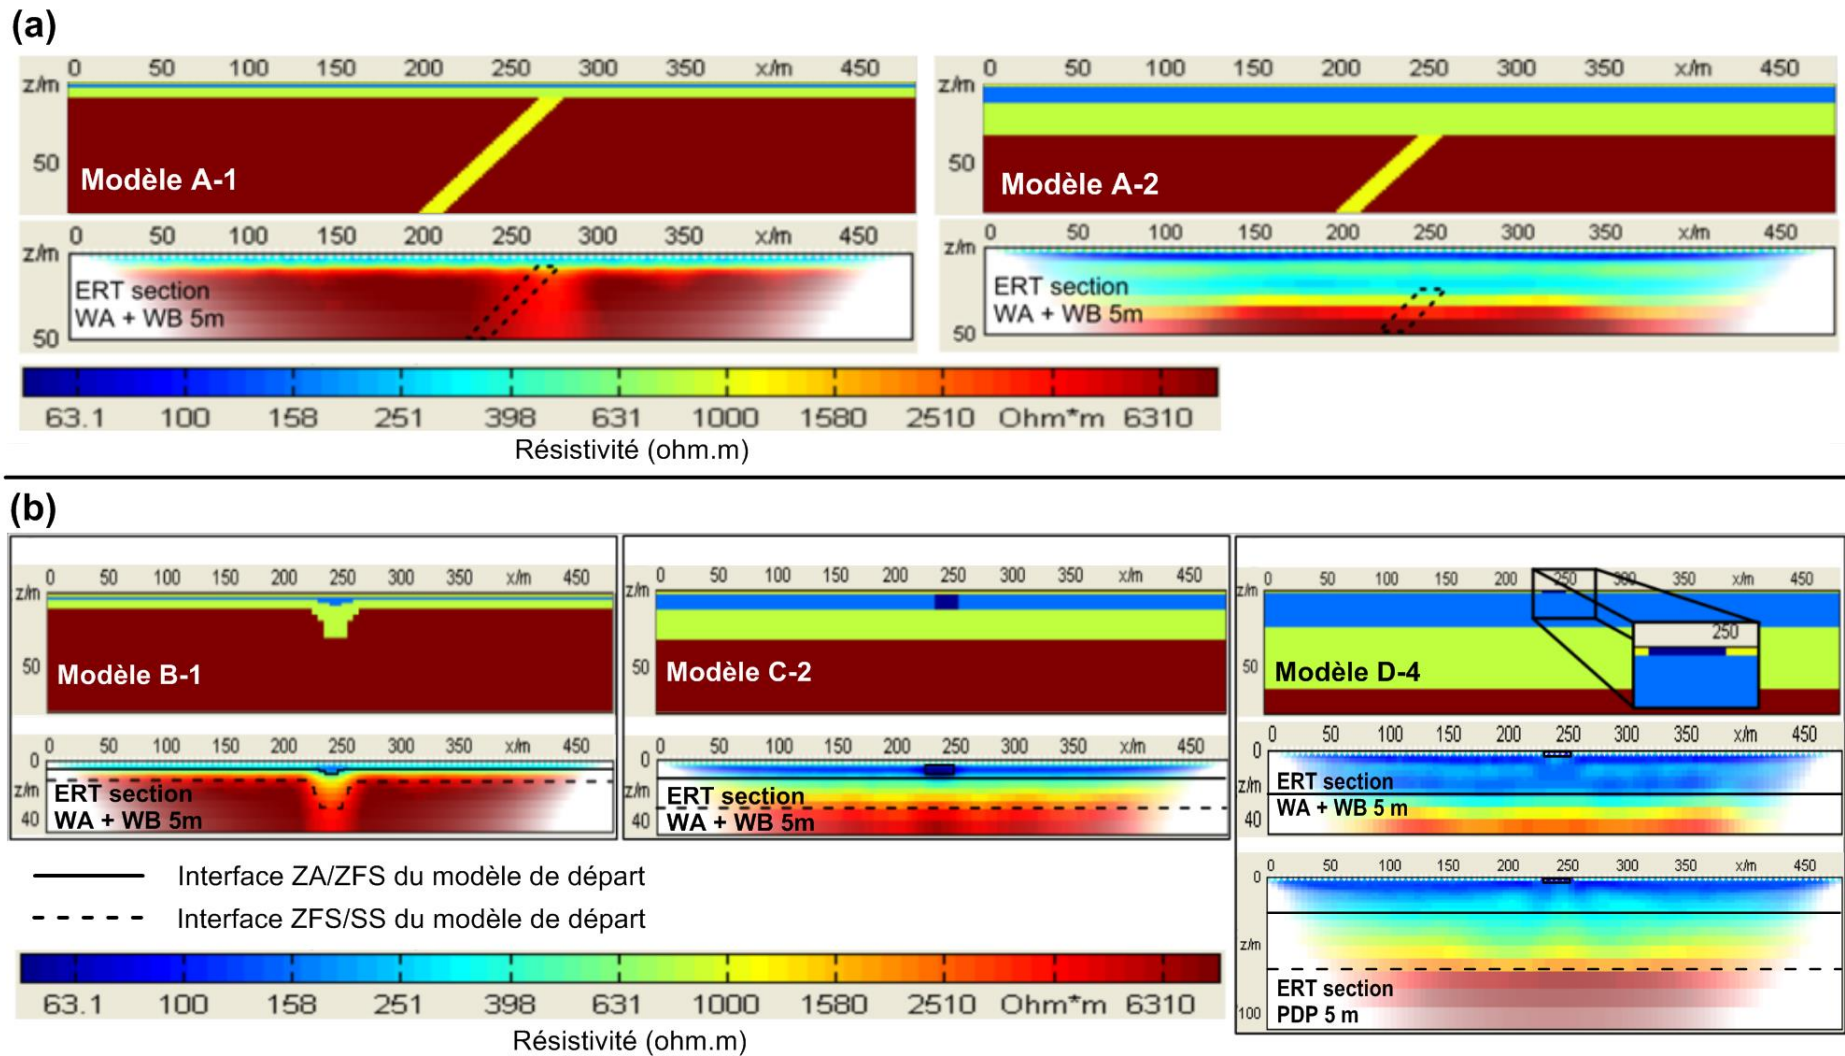 (a)
0 50 100 150 200 250 300 350 x/m 450
z/m
50
Modèle A-1
0 50 100 150 200 250 300 350 x/m 450
z/m
50
Modèle A-2
0 50 100 150 200 250 300 350 x/m 450
z/m
ERT section
WA + WB 5m
50
0 50 100 150 200 250 300 350 x/m 450
z/m
ERT section
WA + WB 5m
50
63.1 100 158 251 398 631 1000 1580 2510 Ohm*m 6310
Résistivité (ohm.m)
(b)
0 50 100 150 200 250 300 350 x/m 450
z/m
50
Modèle B-1
0 50 100 150 200 250 300 350 x/m 450
0
z/m
40
ERT section
WA + WB 5m
0 50 100 150 200 250 300 350 x/m 450
z/m
50
Modèle C-2
0 50 100 150 200 250 300 350 x/m 450
0
z/m
40
ERT section
WA + WB 5m
0 50 100 150 200 250 300 350 x/m 450
z/m
250
50
Modèle D-4
0 50 100 150 200 250 300 350 x/m 450
0
z/m
40
ERT section
WA + WB 5 m
0 50 100 150 200 250 300 350 x/m 450
0
z/m
100
ERT section
PDP 5 m
Interface ZA/ZFS du modèle de départ
Interface ZFS/SS du modèle de départ
63.1 100 158 251 398 631 1000 1580 2510 Ohm*m 6310
Résistivité (ohm.m)